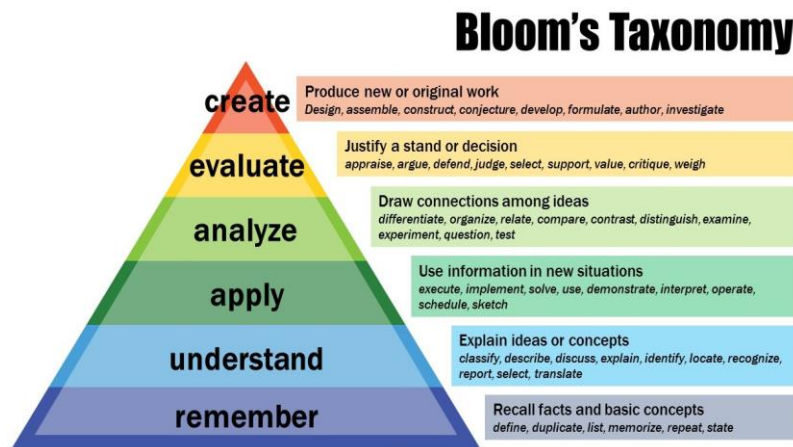 Bloom's Taxonomy
create
Produce new or original work
Design, assemble, construct, conjecture, develop, formulate, author, investigate
evaluate
Justify a stand or decision
appraise, argue, defend, judge, select, support, value, critique, weigh
analyze
Draw connections among ideas
differentiate, organize, relate, compare, contrast, distinguish, examine,
experiment, question, test
apply
Use information in new situations
execute, implement, solve, use, demonstrate, interpret, operate,
schedule, sketch
understand
Explain ideas or concepts
classify, describe, discuss, explain, identify, locate, recognize,
report, select, translate
remember
Recall facts and basic concepts
define, duplicate, list, memorize, repeat, state